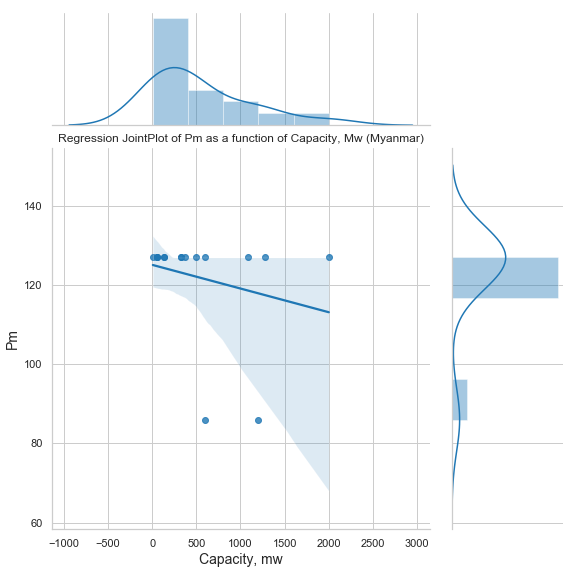 Regression JointPlot of Pm as a function of Capacity, Mw (Myanmar)
140
120
100
80
60
Pm
−1000 −500 0 500 1000 1500 2000 2500 3000
Capacity, mw